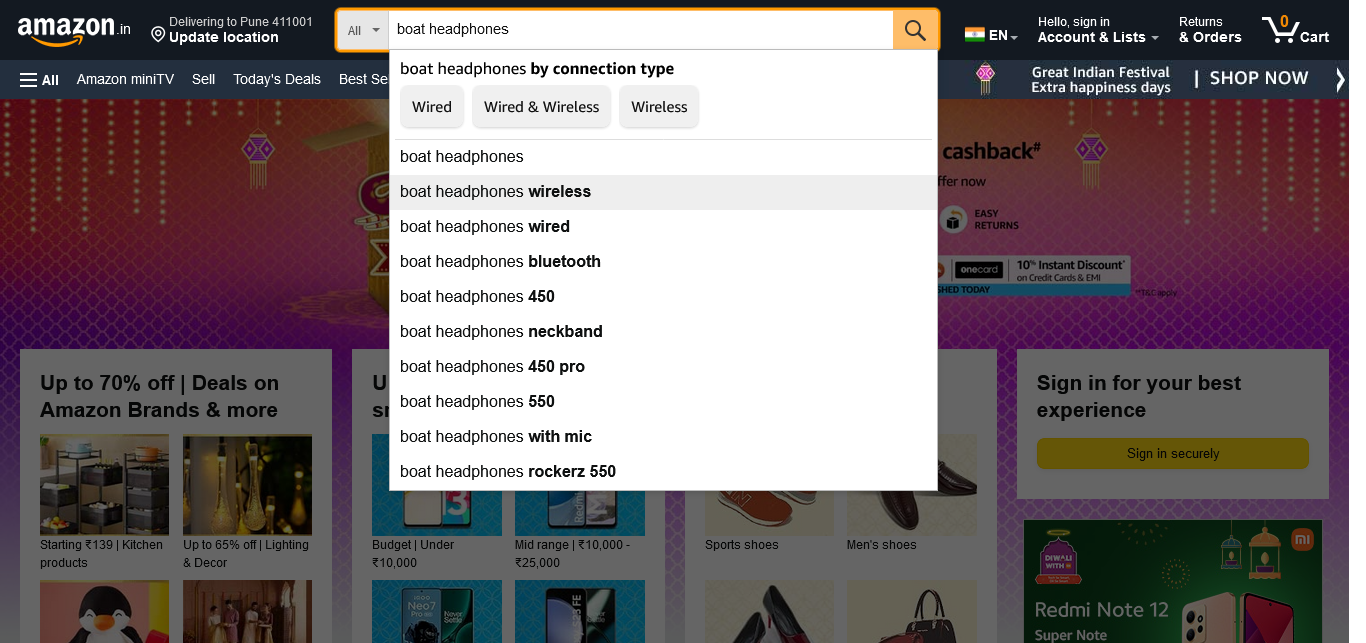 amazon.in
Delivering to Pune 411001
Update location
All
boat headphones
EN
Hello, sign in
Account & Lists
Returns
& Orders
0
Cart
All
Amazon miniTV
Sell
Today's Deals
Best Se
Great Indian Festival
Extra happiness days
| SHOP NOW
boat headphones by connection type
Wired
Wired & Wireless
Wireless
boat headphones
boat headphones wireless
boat headphones wired
boat headphones bluetooth
boat headphones 450
boat headphones neckband
boat headphones 450 pro
boat headphones 550
boat headphones with mic
boat headphones rockerz 550
cashback#
ffer now
EASY
RETURNS
onecard
10% Instant Discount*
on Credit Cards & EMI
SHED TODAY
**T&C apply
Up to 70% off | Deals on
Amazon Brands & more
Starting ₹139 | Kitchen
products
Up to 65% off | Lighting
& Decor
U
sr
Budget | Under
₹10,000
Mid range | ₹10,000 -
₹25,000
Neo7
Pro
Sports shoes
Men's shoes
Sign in for your best
experience
Sign in securely
DIWALI
WITH mi
mi
Redmi Note 12
Super Note